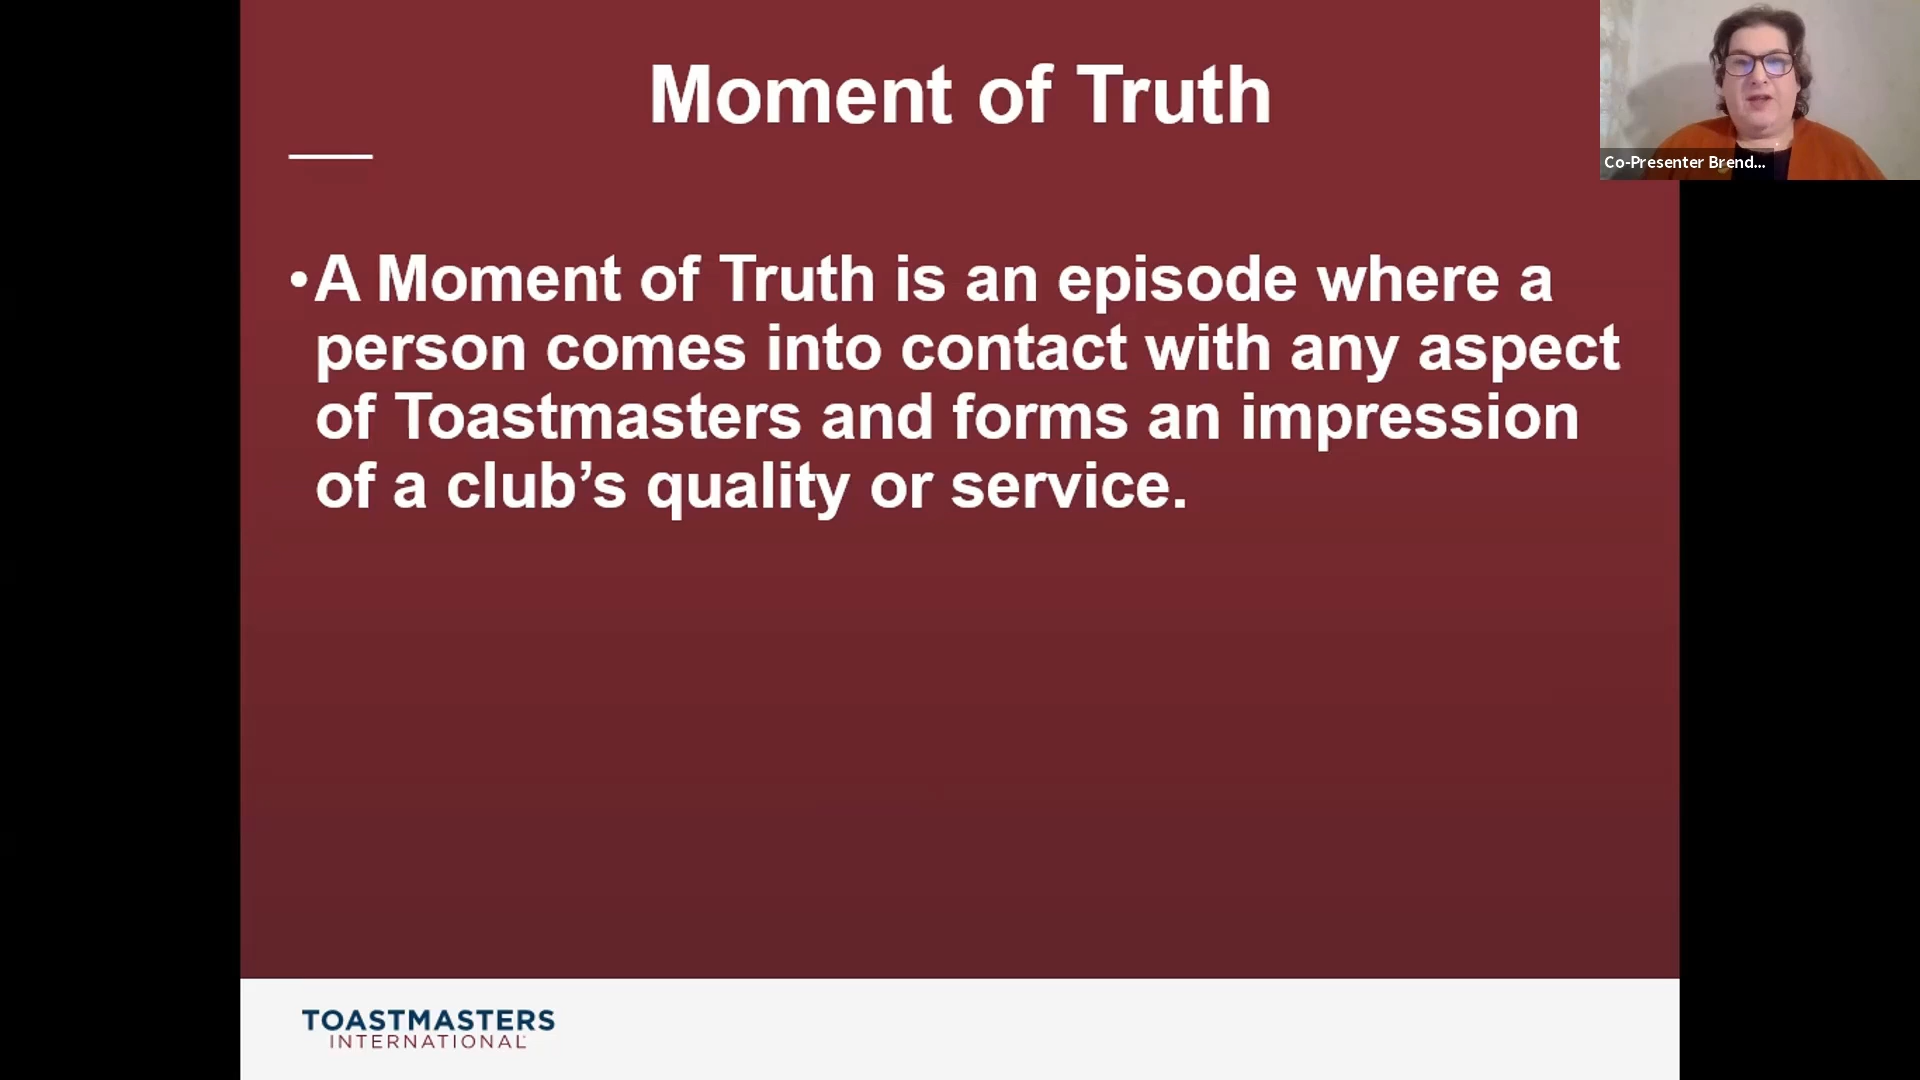 Moment of Truth
Co-Presenter Brend...
•A Moment of Truth is an episode where a
person comes into contact with any aspect
of Toastmasters and forms an impression
of a club’s quality or service.
TOASTMASTERS
INTERNATIONAL